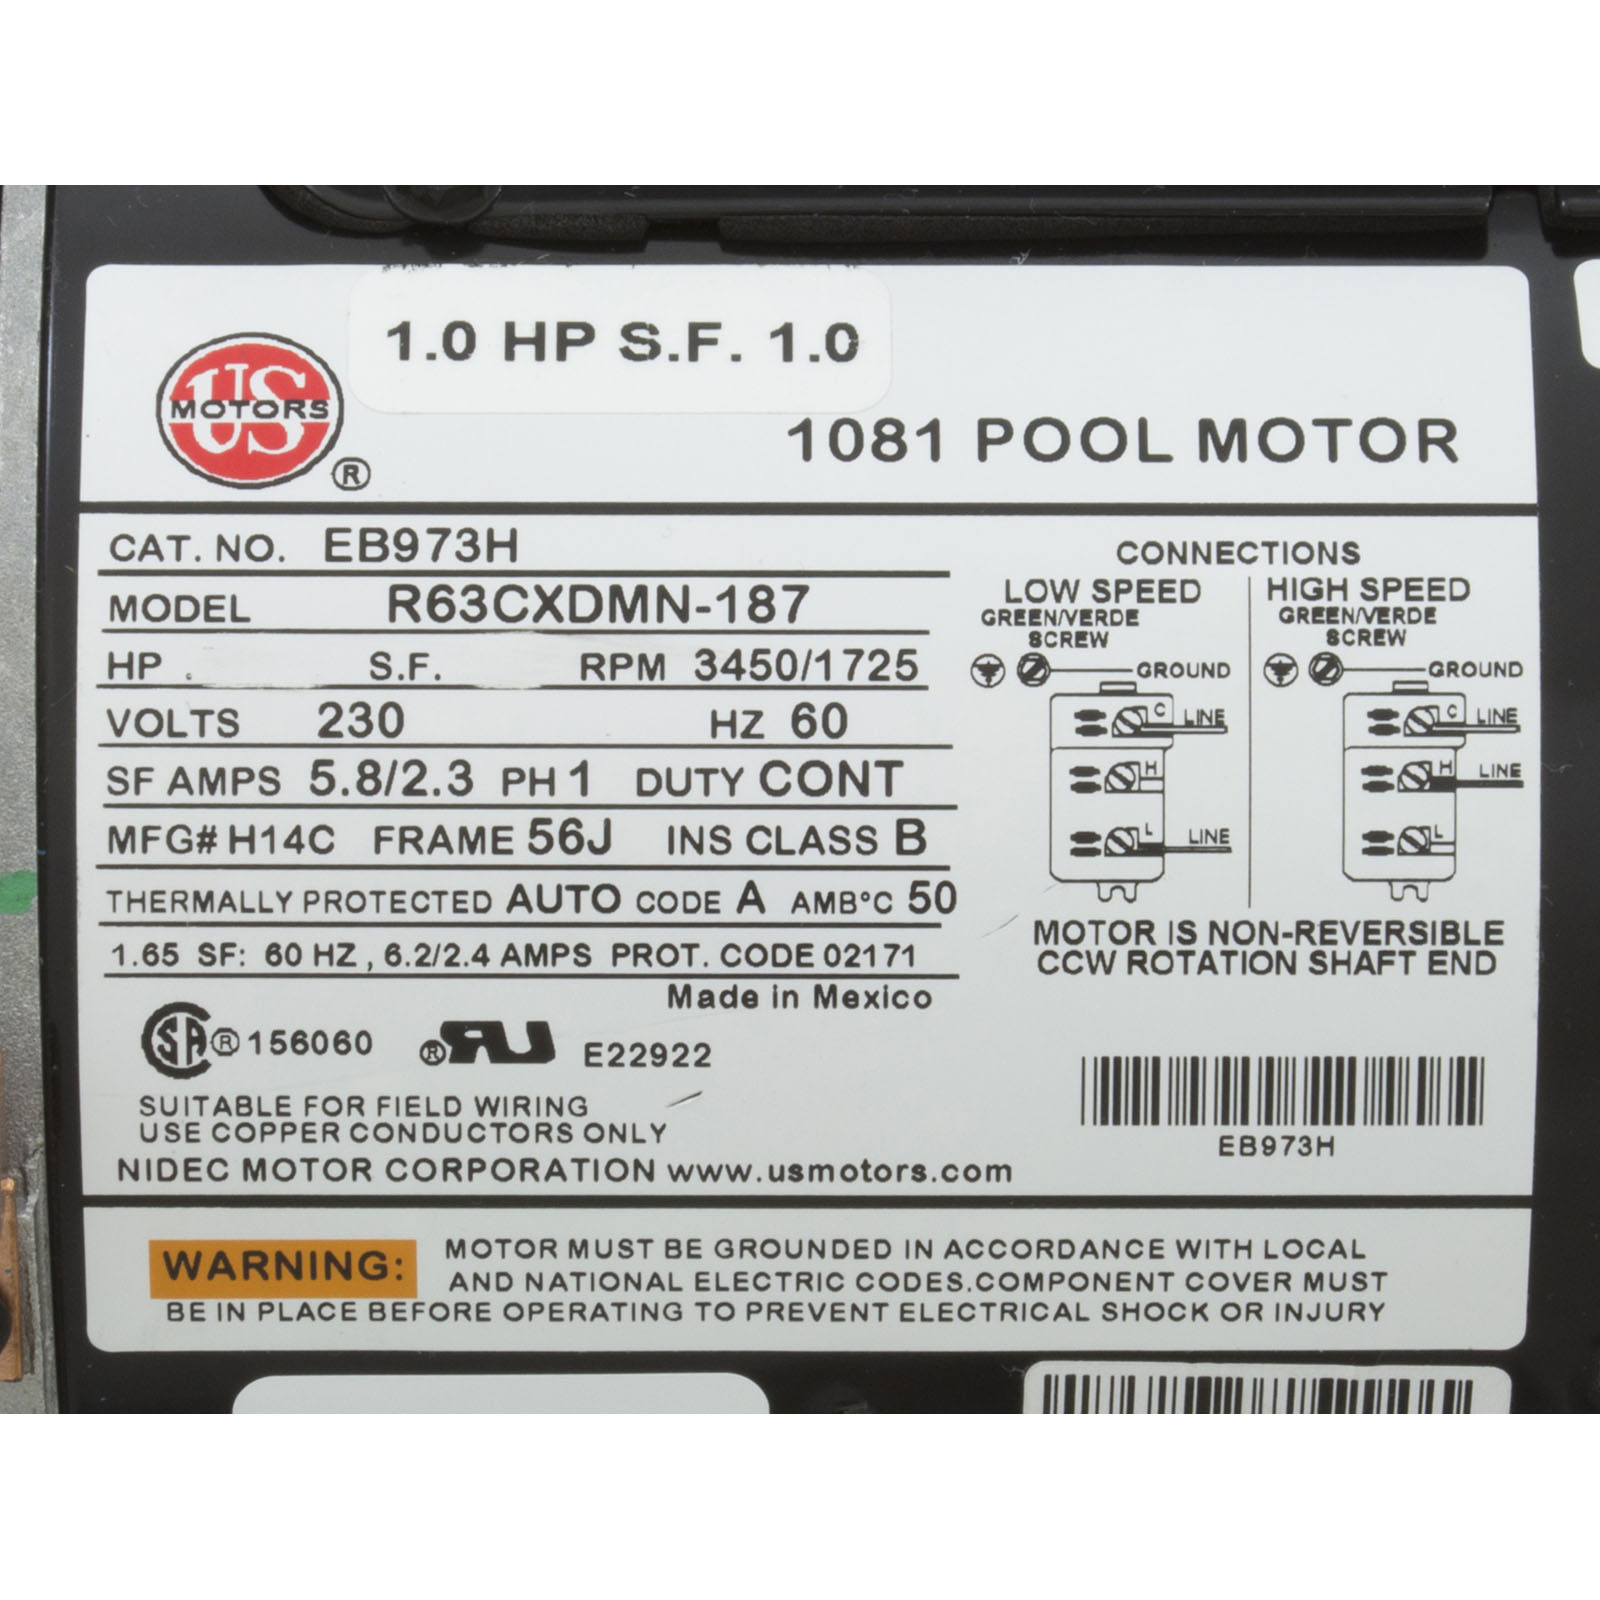 1.0 HP S.F. 1.0
US
MOTORS
®
1081 POOL MOTOR
CAT. NO. EB973H
MODEL R63CXDMN-187
HP . S.F. RPM 3450/1725
VOLTS 230 HZ 60
SF AMPS 5.8/2.3 PH 1 DUTY CONT
MFG# H14C FRAME 56J INS CLASS B
THERMALLY PROTECTED AUTO CODE A AMB°C 50
1.65 SF: 60 HZ, 6.2/2.4 AMPS PROT. CODE 02171
Made in Mexico
SA ® 156060 ® RU E22922
SUITABLE FOR FIELD WIRING
USE COPPER CONDUCTORS ONLY
NIDEC MOTOR CORPORATION www.usmotors.com
CONNECTIONS
LOW SPEED
GREEN/VERDE
SCREW
GROUND
C LINE
H
L LINE
HIGH SPEED
GREEN/VERDE
SCREW
GROUND
C LINE
H LINE
L
MOTOR IS NON-REVERSIBLE
CCW ROTATION SHAFT END
EB973H
WARNING: MOTOR MUST BE GROUNDED IN ACCORDANCE WITH LOCAL
AND NATIONAL ELECTRIC CODES.COMPONENT COVER MUST
BE IN PLACE BEFORE OPERATING TO PREVENT ELECTRICAL SHOCK OR INJURY